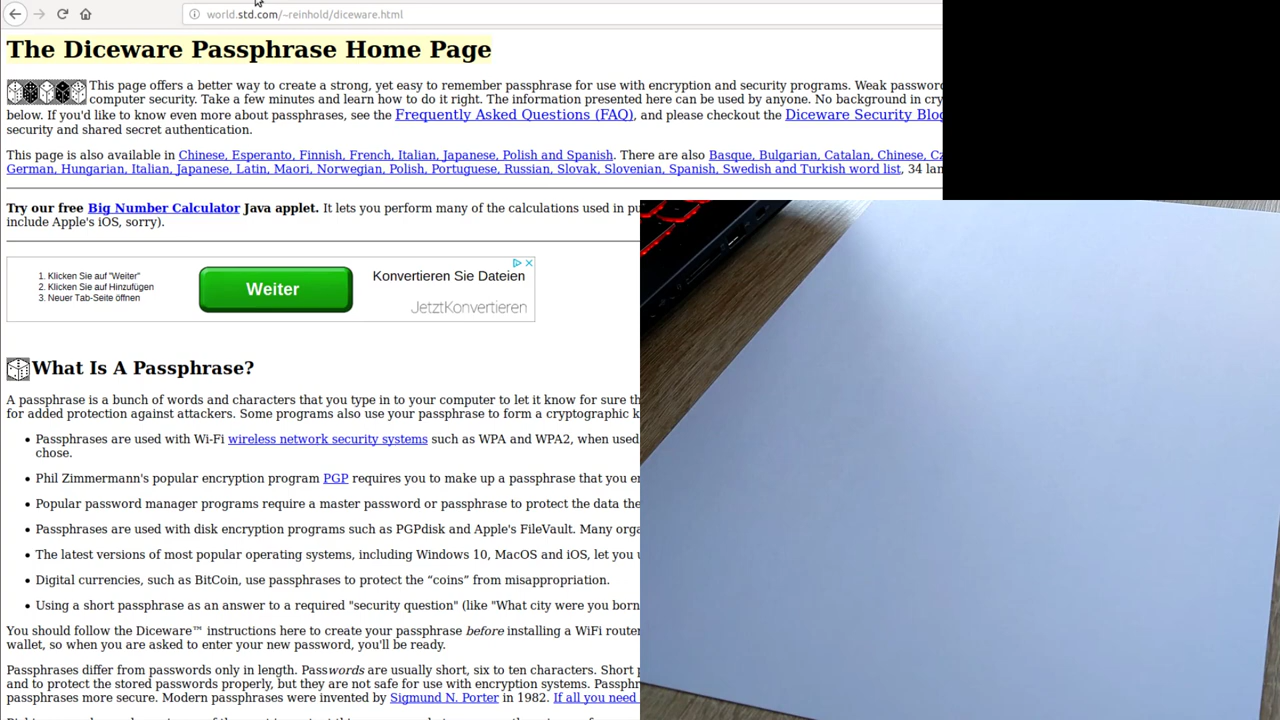 world.std.com/~reinhold/diceware.html
The Diceware Passphrase Home Page
This page offers a better way to create a strong, yet easy to remember passphrase for use with encryption and security programs. Weak passwor
computer security. Take a few minutes and learn how to do it right. The information presented here can be used by anyone. No background in cry
below. If you'd like to know even more about passphrases, see the Frequently Asked Questions (FAQ), and please checkout the Diceware Security Blog
security and shared secret authentication.
This page is also available in Chinese, Esperanto, Finnish, French, Italian, Japanese, Polish and Spanish. There are also Basque, Bulgarian, Catalan, Chinese, Cz
German, Hungarian, Italian, Japanese, Latin, Maori, Norwegian, Polish, Portuguese, Russian, Slovak, Slovenian, Spanish, Swedish and Turkish word list, 34 lan
Try our free Big Number Calculator Java applet. It lets you perform many of the calculations used in pu
include Apple's iOS, sorry).
1. Klicken Sie auf "Weiter"
2. Klicken Sie auf Hinzufügen
3. Neuer Tab-Seite öffnen
Weiter
Konvertieren Sie Dateien
JetztKonvertieren
What Is A Passphrase?
A passphrase is a bunch of words and characters that you type in to your computer to let it know for sure th
for added protection against attackers. Some programs also use your passphrase to form a cryptographic k
• Passphrases are used with Wi-Fi wireless network security systems such as WPA and WPA2, when used
chose.
• Phil Zimmermann's popular encryption program PGP requires you to make up a passphrase that you e
• Popular password manager programs require a master password or passphrase to protect the data the
• Passphrases are used with disk encryption programs such as PGPdisk and Apple's FileVault. Many orga
• The latest versions of most popular operating systems, including Windows 10, MacOS and iOS, let you u
• Digital currencies, such as BitCoin, use passphrases to protect the “coins” from misappropriation.
• Using a short passphrase as an answer to a required "security question" (like "What city were you born
You should follow the Diceware™ instructions here to create your passphrase before installing a WiFi router
wallet, so when you are asked to enter your new password, you'll be ready.
Passphrases differ from passwords only in length. Passwords are usually short, six to ten characters. Short p
and to protect the stored passwords properly, but they are not safe for use with encryption systems. Passphr
passphrases more secure. Modern passphrases were invented by Sigmund N. Porter in 1982. If all you need